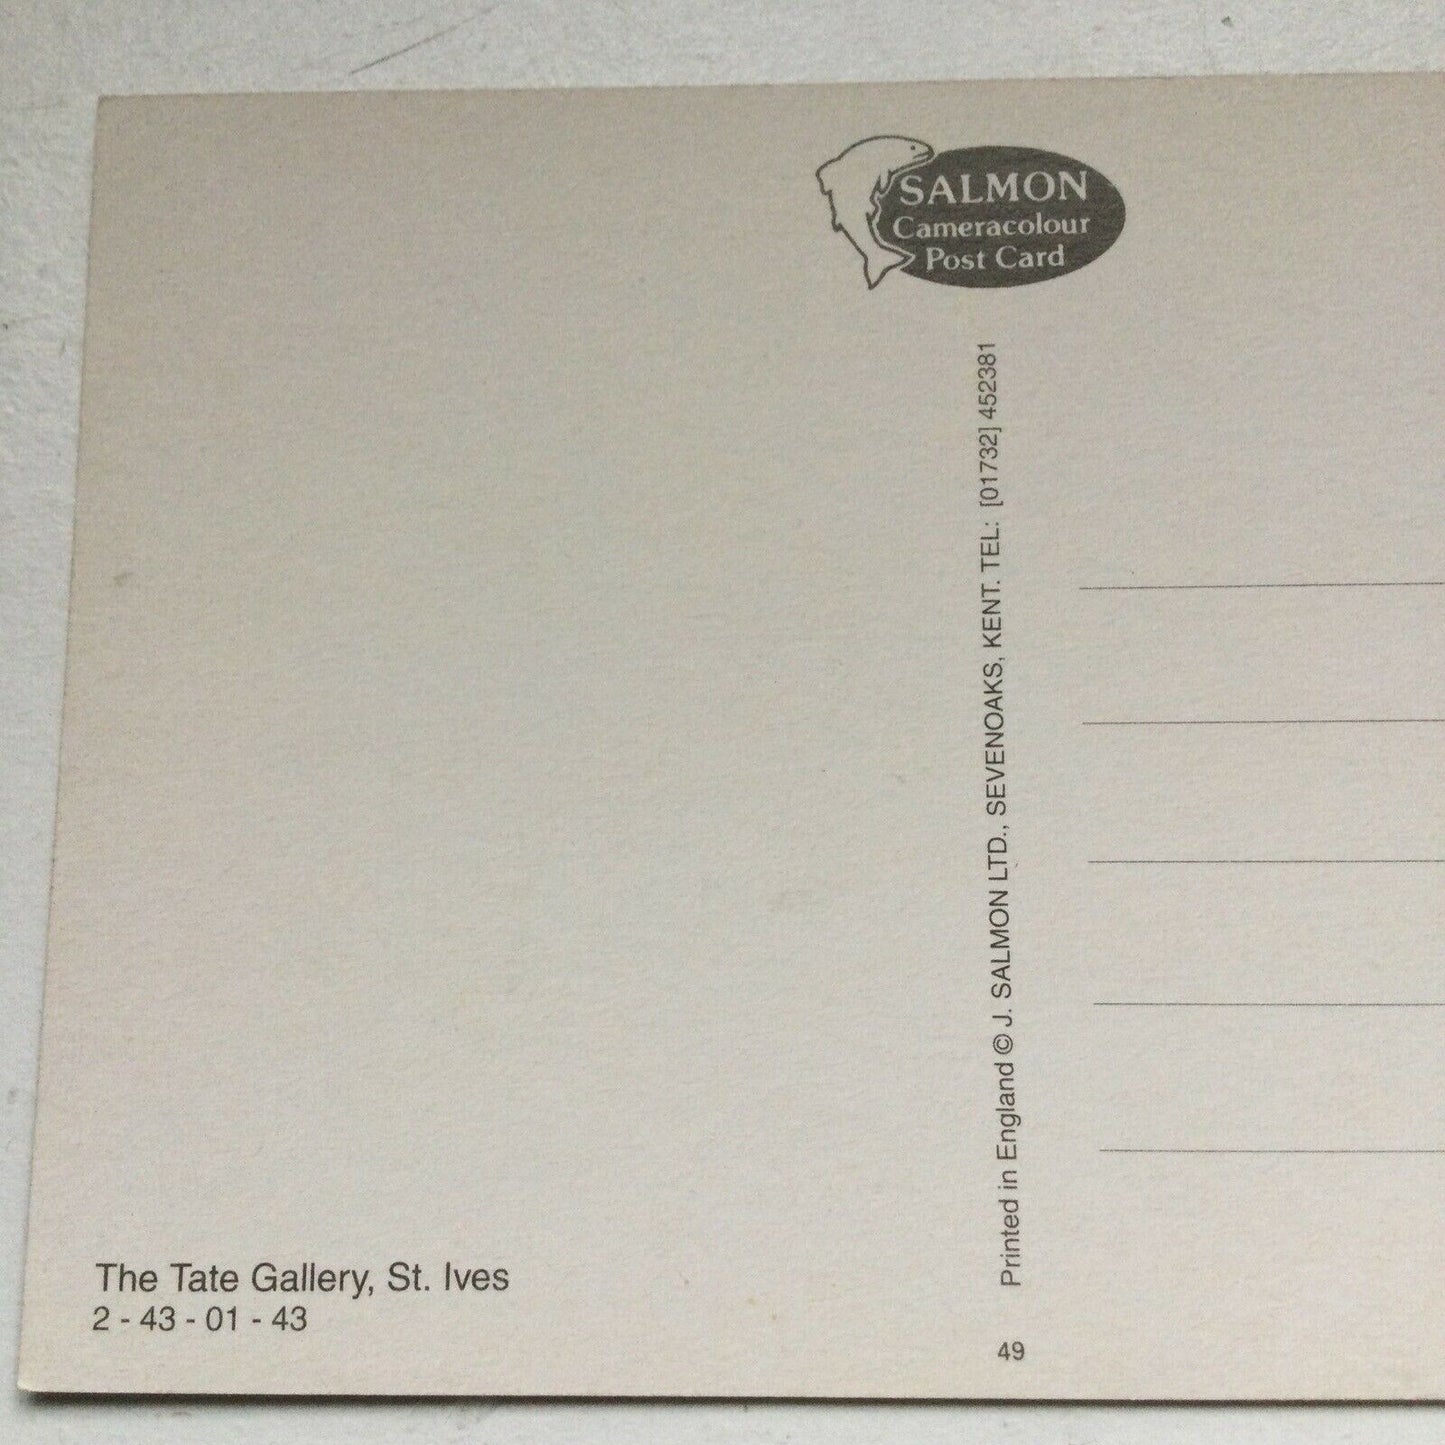 SALMON
Cameracolour
Post Card
Printed in England © J. SALMON LTD., SEVENOAKS, KENT. TEL: [01732] 452381
The Tate Gallery, St. Ives
2 - 43 - 01 - 43
49